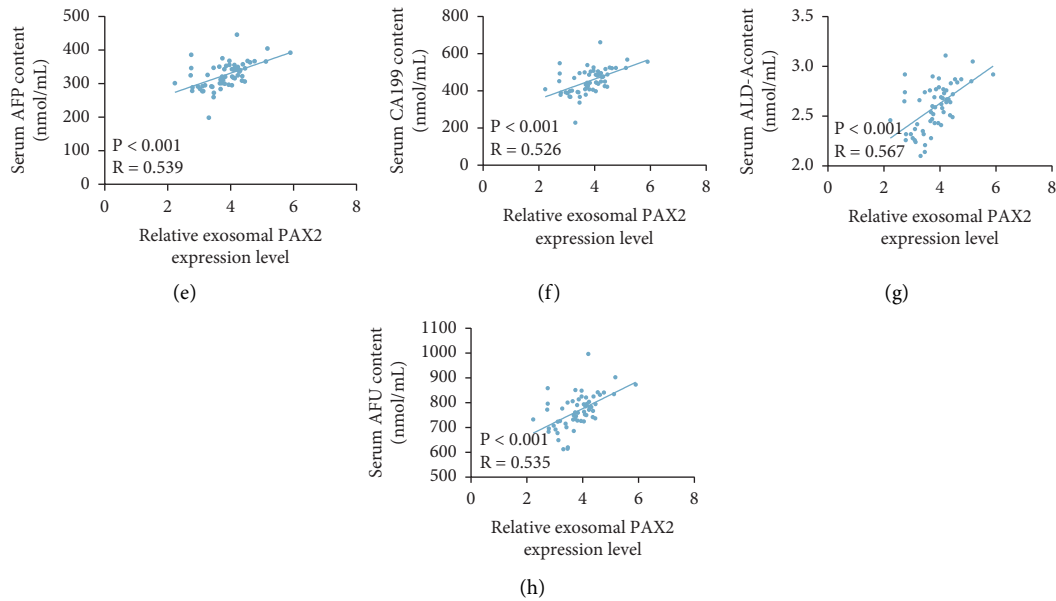 Serum AFP content
(nmol/mL)
500
400
300
200
100
0
P < 0.001
R = 0.539
0 2 4 6 8
Relative exosomal PAX2
expression level
(e)
Serum CA199 content
(nmol/mL)
800
600
400
200
0
P < 0.001
R = 0.526
0 2 4 6 8
Relative exosomal PAX2
expression level
(f)
Serum ALD- Acontent
(nmol/mL)
3.5
3.0
2.5
2.0
P < 0.001
R = 0.567
0 2 4 6 8
Relative exosomal PAX2
expression level
(g)
Serum AFU content
(nmol/mL)
1100
1000
900
800
700
600
500
P < 0.001
R = 0.535
0 2 4 6 8
Relative exosomal PAX2
expression level
(h)